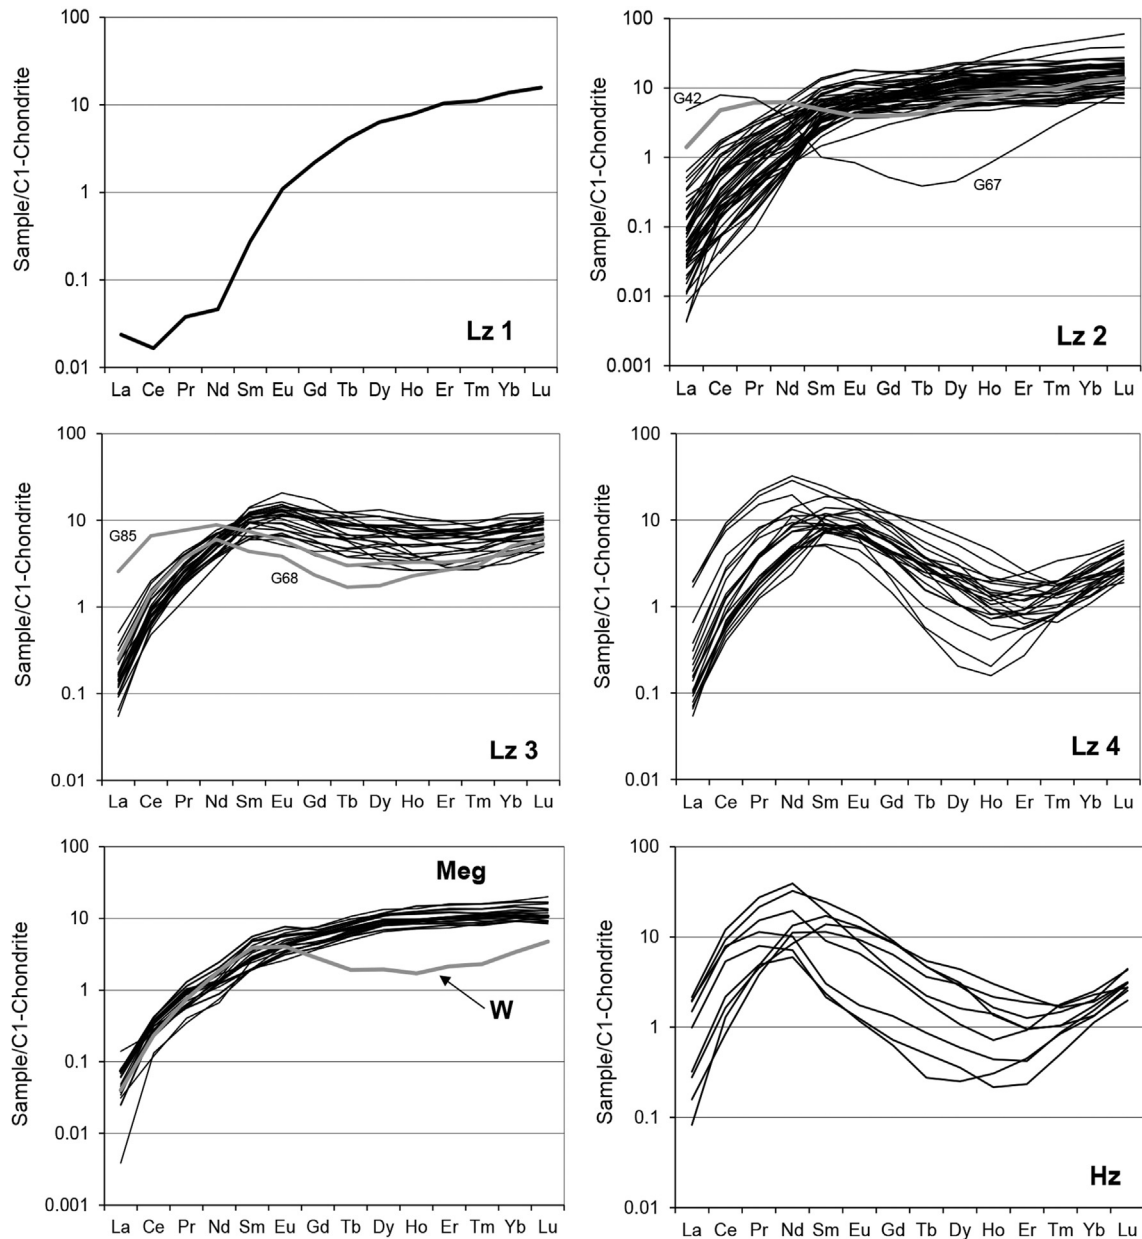 Sample/C1-Chondrite
100
10
1
0.1
0.01
Lz 1
La Ce Pr Nd Sm Eu Gd Tb Dy Ho Er Tm Yb Lu
Sample/C1-Chondrite
100
10
1
0.1
0.01
0.001
G42
G67
Lz 2
La Ce Pr Nd Sm Eu Gd Tb Dy Ho Er Tm Yb Lu
Sample/C1-Chondrite
100
10
1
0.1
0.01
G85
G68
Lz 3
La Ce Pr Nd Sm Eu Gd Tb Dy Ho Er Tm Yb Lu
Sample/C1-Chondrite
100
10
1
0.1
0.01
Lz 4
La Ce Pr Nd Sm Eu Gd Tb Dy Ho Er Tm Yb Lu
Sample/C1-Chondrite
100
10
1
0.1
0.01
0.001
Meg
W
La Ce Pr Nd Sm Eu Gd Tb Dy Ho Er Tm Yb Lu
Sample/C1-Chondrite
100
10
1
0.1
0.01
Hz
La Ce Pr Nd Sm Eu Gd Tb Dy Ho Er Tm Yb Lu